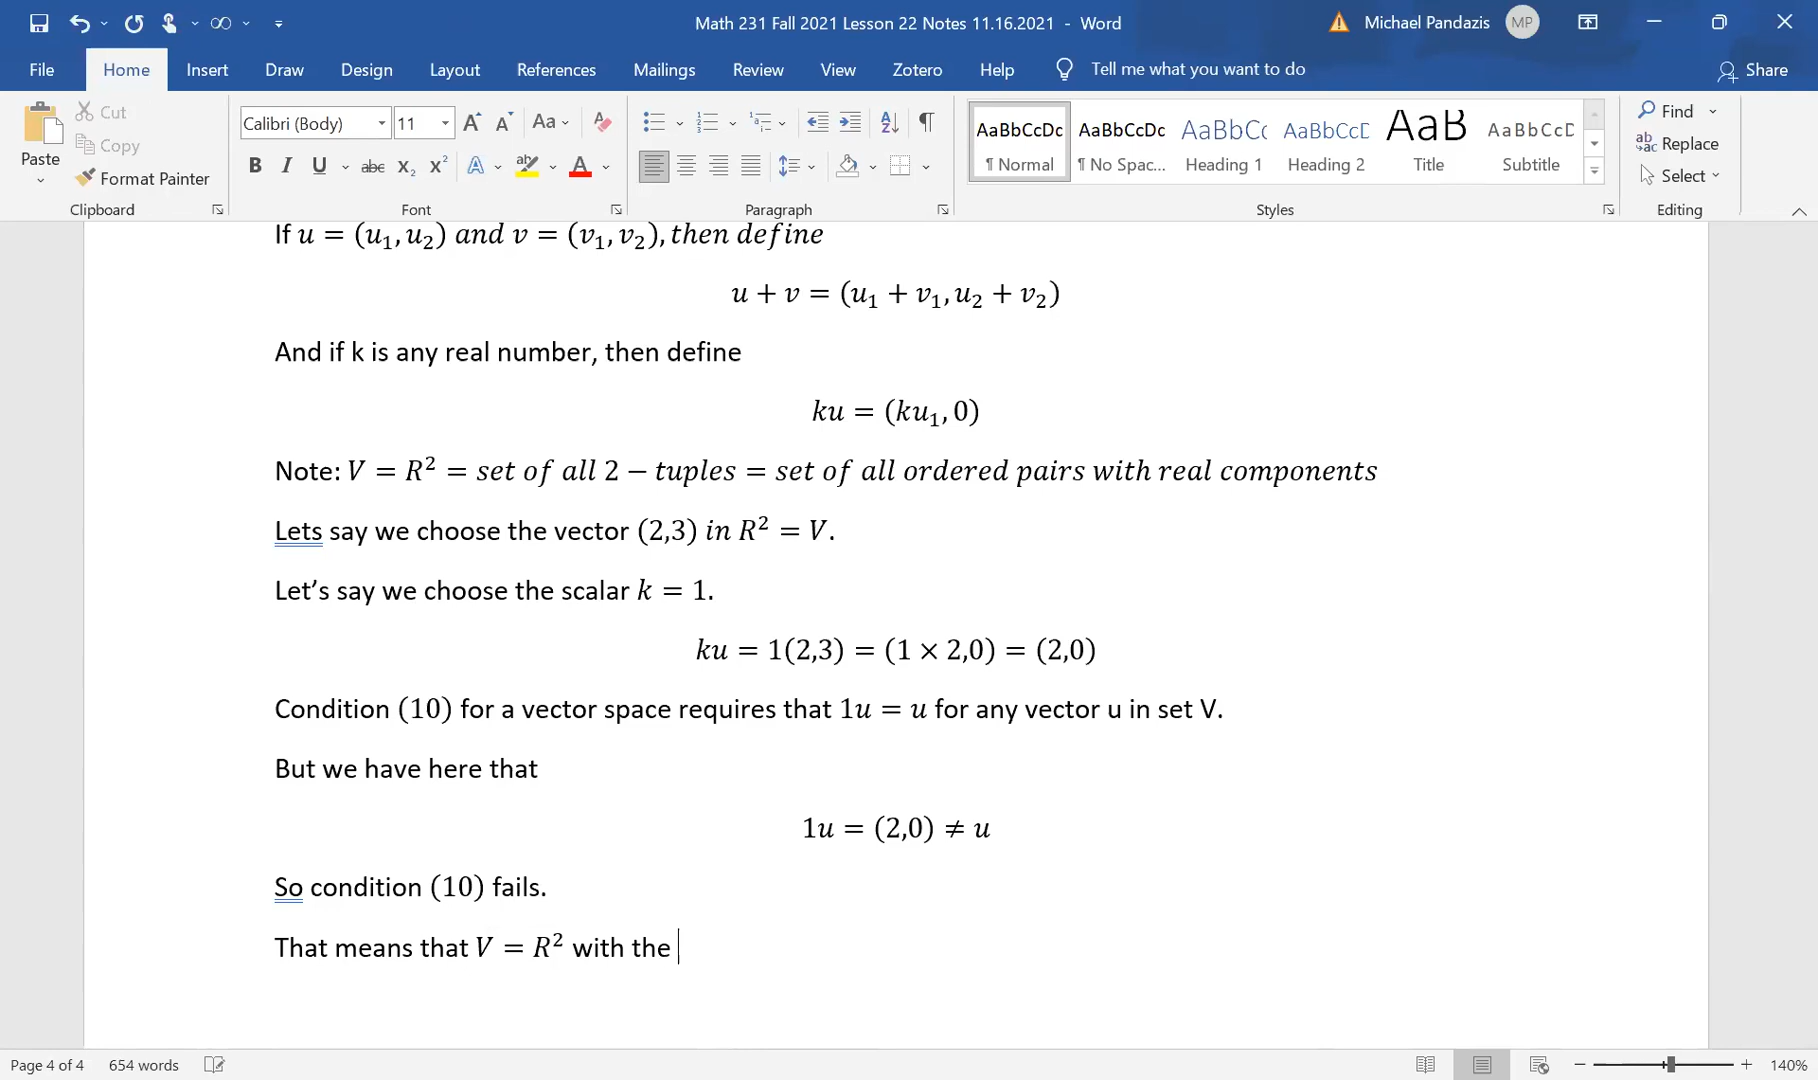 Math 231 Fall 2021 Lesson 22 Notes 11.16.2021 - Word
Michael Pandazis
MP
File Home Insert Draw Design Layout References Mailings Review View Zotero Help Tell me what you want to do Share
Paste
Cut
Copy
Format Painter
Clipboard
Calibri (Body) 11
Font
Paragraph
AaBbCcDc ¶ Normal
AaBbCcDc ¶ No Spac...
AaBbCc Heading 1
AaBbCcD Heading 2
AaB Title
AaBbCcD Subtitle
Styles
Find
Replace
Select
Editing
If u = (u₁, u₂) and v = (v₁, v₂), then define
u + v = (u₁ + v₁, u₂ + v₂)
And if k is any real number, then define
ku = (ku₁, 0)
Note: V = R² = set of all 2 − tuples = set of all ordered pairs with real components
Lets say we choose the vector (2,3) in R² = V.
Let’s say we choose the scalar k = 1.
ku = 1(2,3) = (1 × 2,0) = (2,0)
Condition (10) for a vector space requires that 1u = u for any vector u in set V.
But we have here that
1u = (2,0) ≠ u
So condition (10) fails.
That means that V = R² with the
Page 4 of 4 654 words 140%